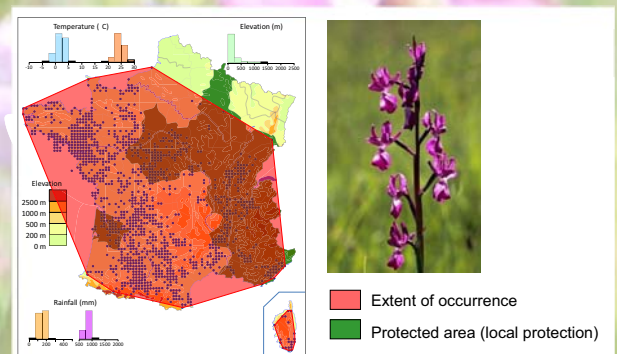 Temperature ( C)
-10 -5 0 5 10 15 20 25 30
Elevation (m)
0 500 1000 1500 2000 2500
Elevation
2500 m
1000 m
500 m
200 m
0 m
Rainfall (mm)
0 200 400 500 1000 1500 2000
Extent of occurrence
Protected area (local protection)